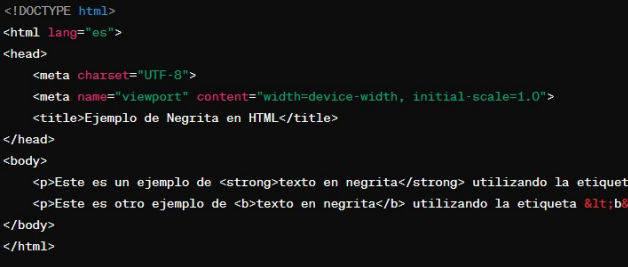 <!DOCTYPE html>
<html lang="es">
<head>
<meta charset="UTF-8">
<meta name="viewport" content="width=device-width, initial-scale=1.0">
<title>Ejemplo de Negrita en HTML</title>
</head>
<body>
<p>Este es un ejemplo de <strong>texto en negrita</strong> utilizando la etiquet
<p>Este es otro ejemplo de <b>texto en negrita</b> utilizando la etiqueta &lt;b&
</body>
</html>